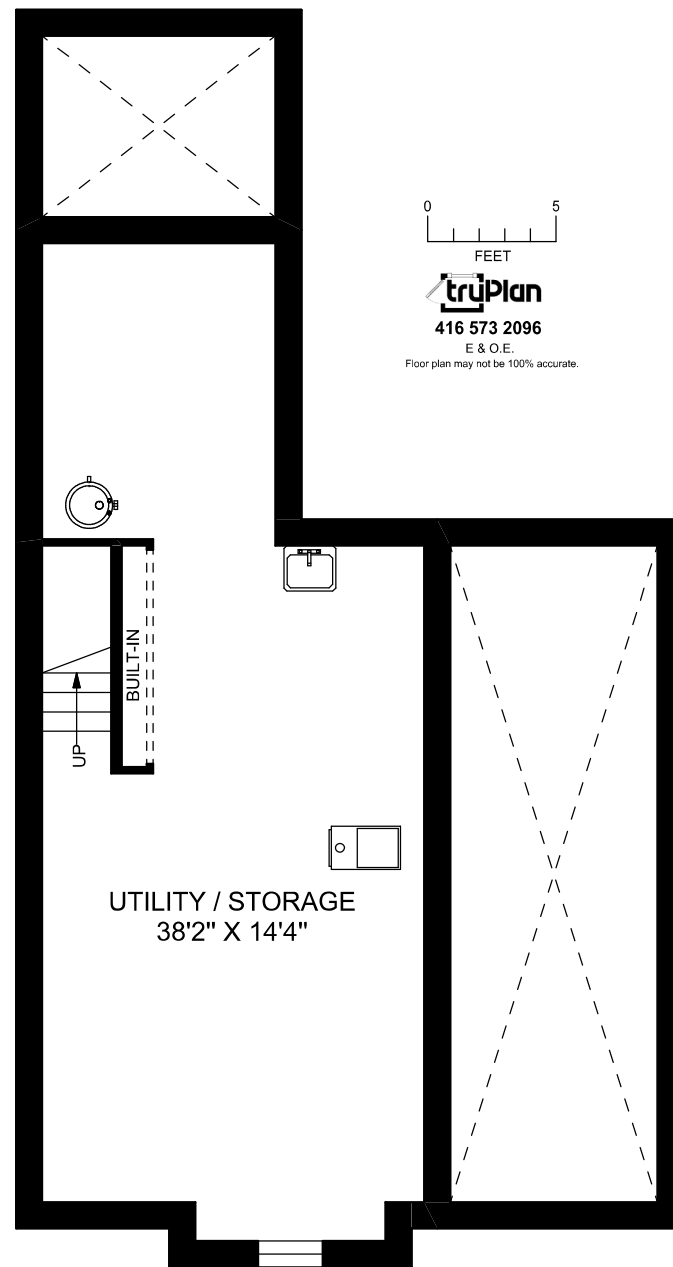 0 5
FEET
truPlan
416 573 2096
E & O.E.
Floor plan may not be 100% accurate.
BUILT-IN
UP
UTILITY / STORAGE
38'2" X 14'4"